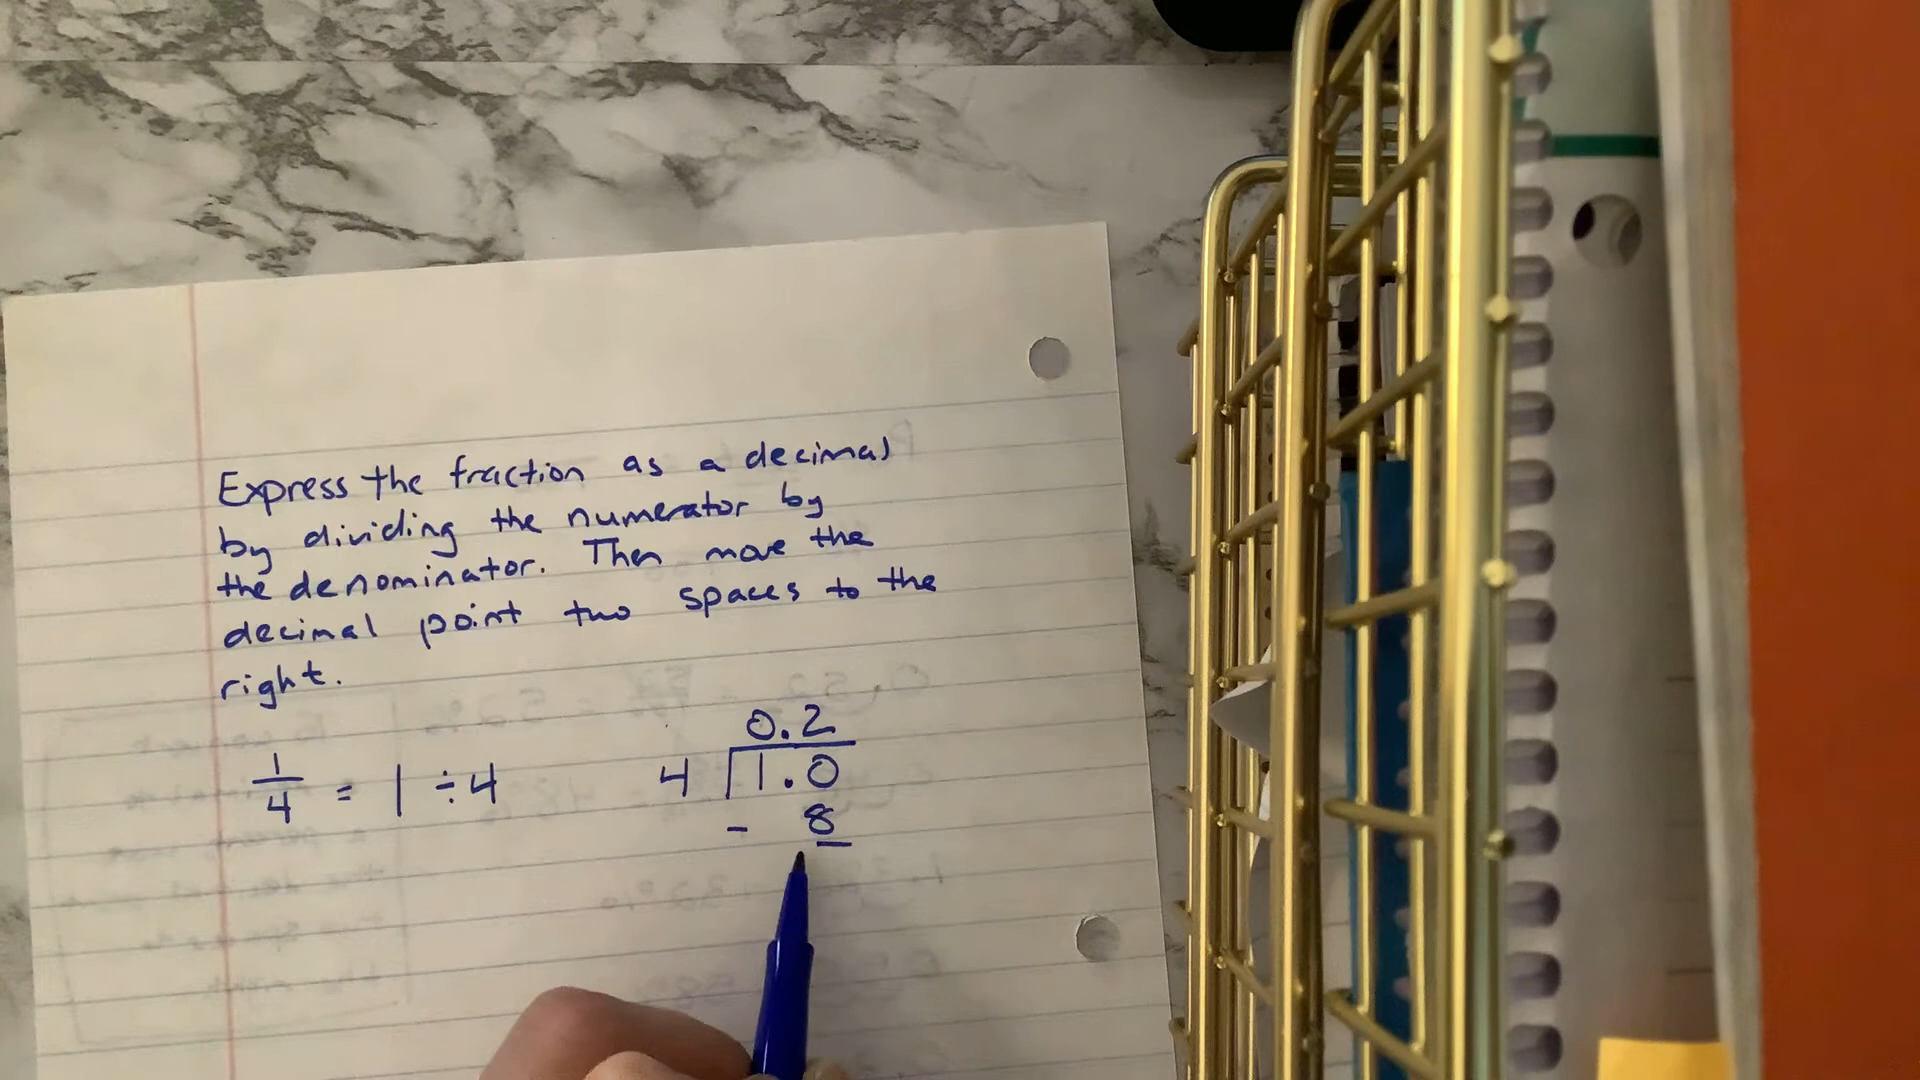 Express the fraction as a decimal
by dividing the numerator by
the denominator. Then move the
decimal point two spaces to the
right.
0.2
1/4 = 1 ÷ 4 4 1.0
- 8